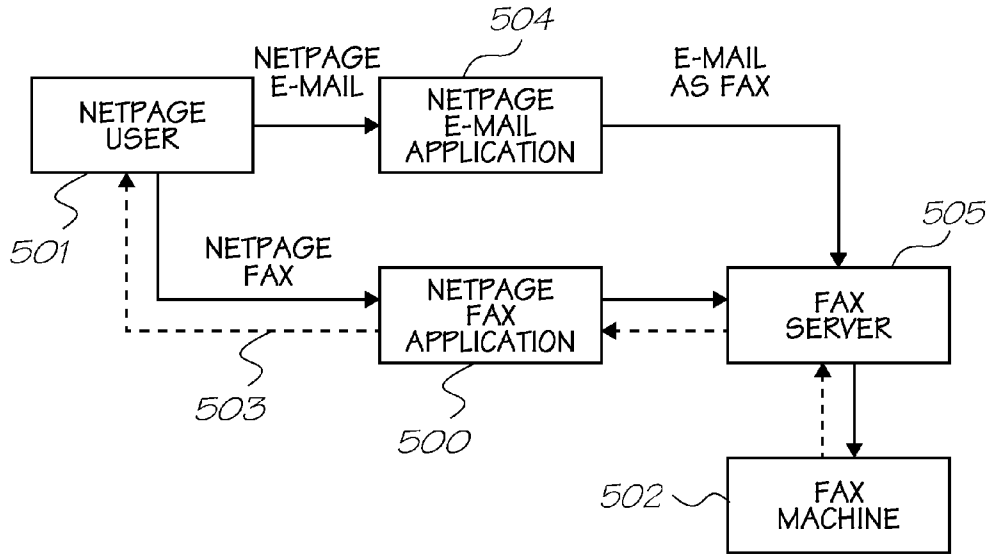 504
NETPAGE
E-MAIL
E-MAIL
AS FAX
NETPAGE
USER
NETPAGE
E-MAIL
APPLICATION
501
505
NETPAGE
FAX
NETPAGE
FAX
APPLICATION
FAX
SERVER
503
500
502
FAX
MACHINE